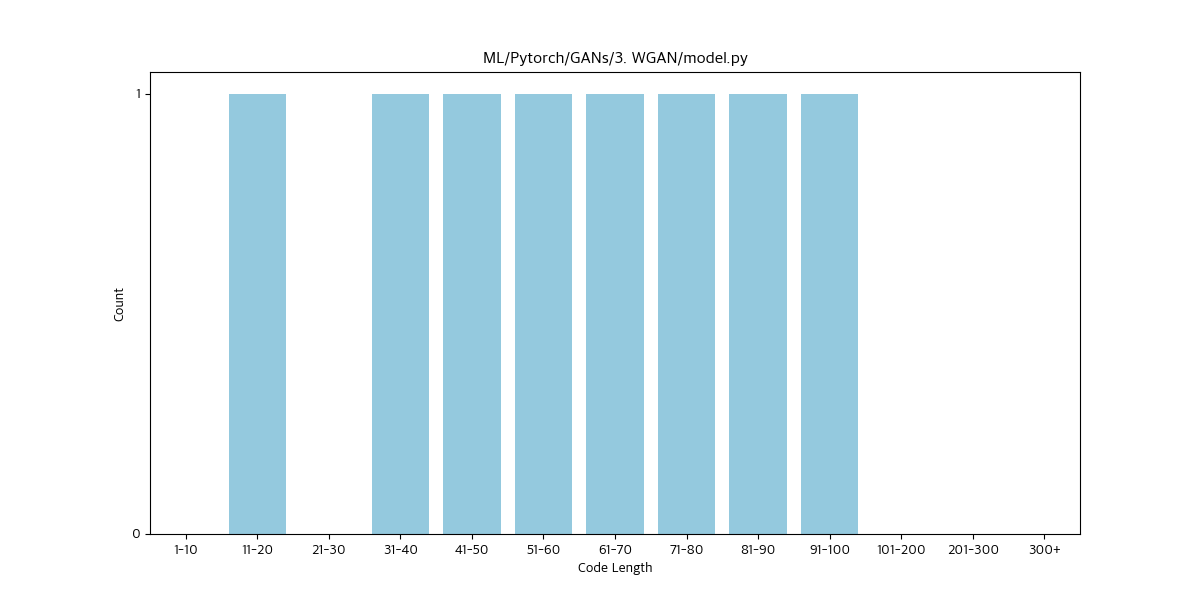 ML/Pytorch/GANs/3. WGAN/model.py
1
Count
0
1-10 11-20 21-30 31-40 41-50 51-60 61-70 71-80 81-90 91-100 101-200 201-300 300+
Code Length